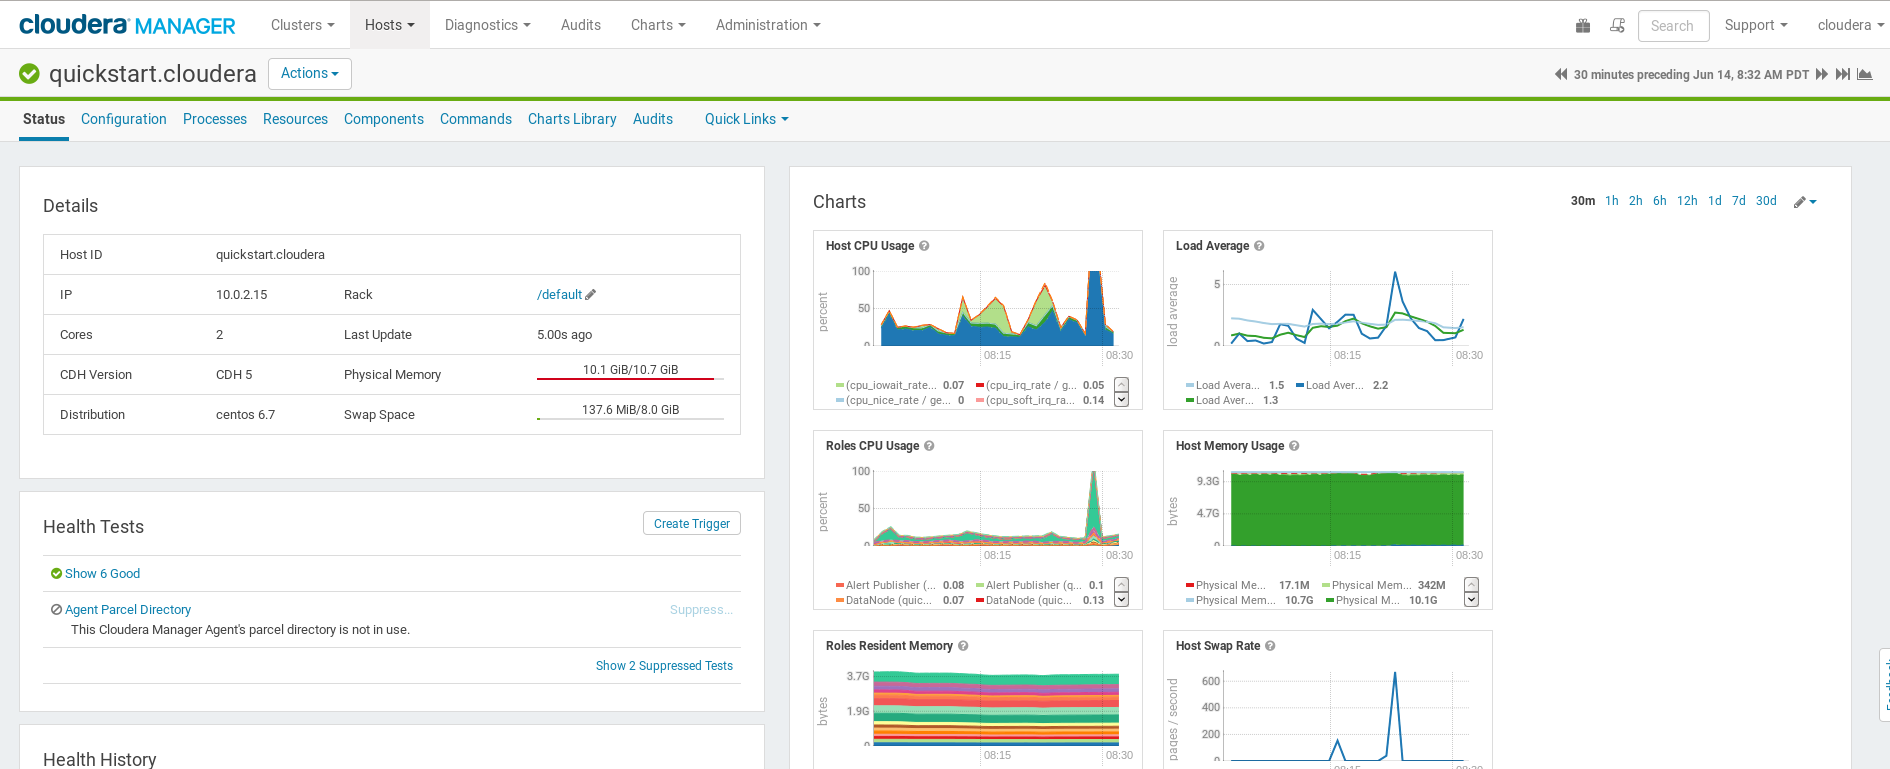 cloudera MANAGER Clusters Hosts Diagnostics Audits Charts Administration Search Support cloudera
quickstart.cloudera Actions 30 minutes preceding Jun 14, 8:32 AM PDT
Status Configuration Processes Resources Components Commands Charts Library Audits Quick Links
Details
Host ID quickstart.cloudera
IP 10.0.2.15 Rack /default
Cores 2 Last Update 5.00s ago
CDH Version CDH 5 Physical Memory 10.1 GiB/10.7 GiB
Distribution centos 6.7 Swap Space 137.6 MiB/8.0 GiB
Health Tests Create Trigger
Show 6 Good
Agent Parcel Directory Suppress...
This Cloudera Manager Agent's parcel directory is not in use.
Show 2 Suppressed Tests
Health History
Charts 30m 1h 2h 6h 12h 1d 7d 30d
Host CPU Usage
percent
100
50
0
08:15 08:30
(cpu_iowait_rate... 0.07 (cpu_irq_rate / g... 0.05
(cpu_nice_rate / ge... 0 (cpu_soft_irq_ra... 0.14
Load Average
load average
5
0
08:15 08:30
Load Avera... 1.5 Load Aver... 2.2
Load Aver... 1.3
Roles CPU Usage
percent
100
50
0
08:15 08:30
Alert Publisher (... 0.08 Alert Publisher (q... 0.1
DataNode (quic... 0.07 DataNode (quic... 0.13
Host Memory Usage
bytes
9.3G
4.7G
0
08:15 08:30
Physical Me... 17.1M Physical Mem... 342M
Physical Mem... 10.7G Physical M... 10.1G
Roles Resident Memory
bytes
3.7G
1.9G
0
08:15 08:30
Host Swap Rate
pages / second
600
400
200
0
08:15 08:30